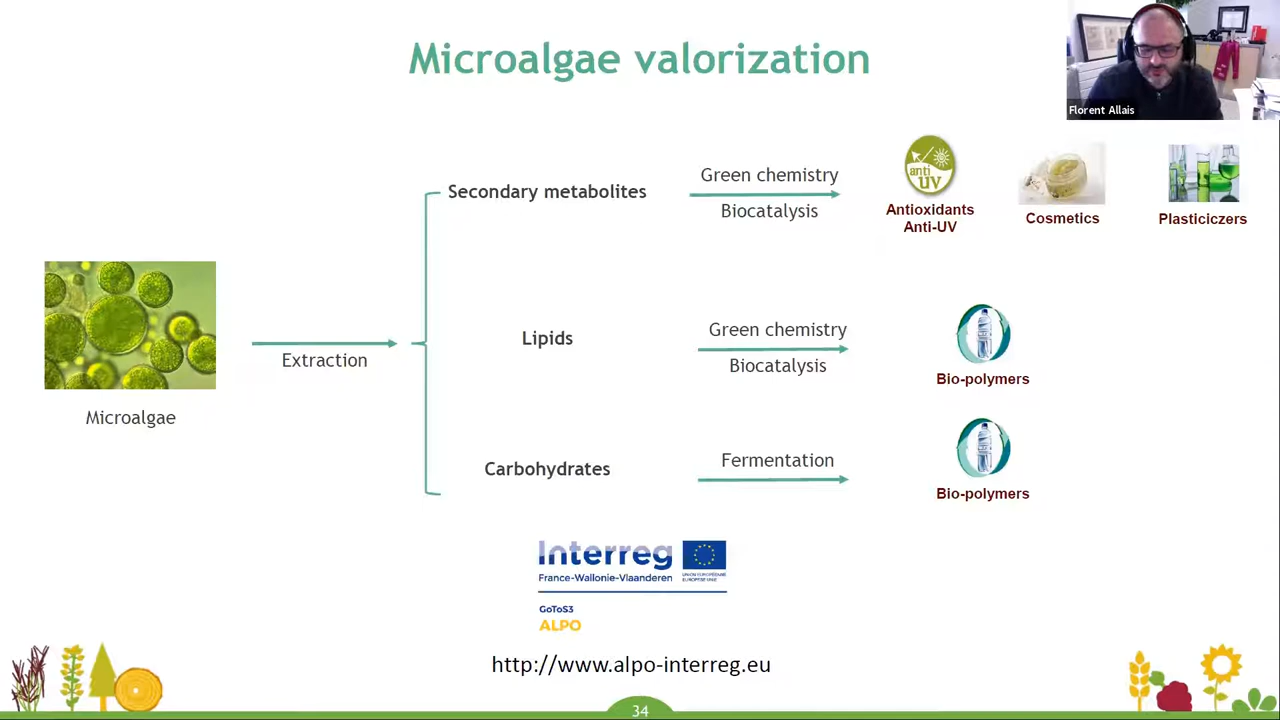 Microalgae valorization
Florent Allais
Secondary metabolites
Green chemistry
Biocatalysis
anti
UV
Antioxidants
Anti-UV
Cosmetics
Plasticiczers
Microalgae
Extraction
Lipids
Green chemistry
Biocatalysis
Bio-polymers
Carbohydrates
Fermentation
Bio-polymers
Interreg
France-Wallonie-Vlaanderen
UNION EUROPÉENNE
EUROPESE UNIE
GoToS3
ALPO
http://www.alpo-interreg.eu
34